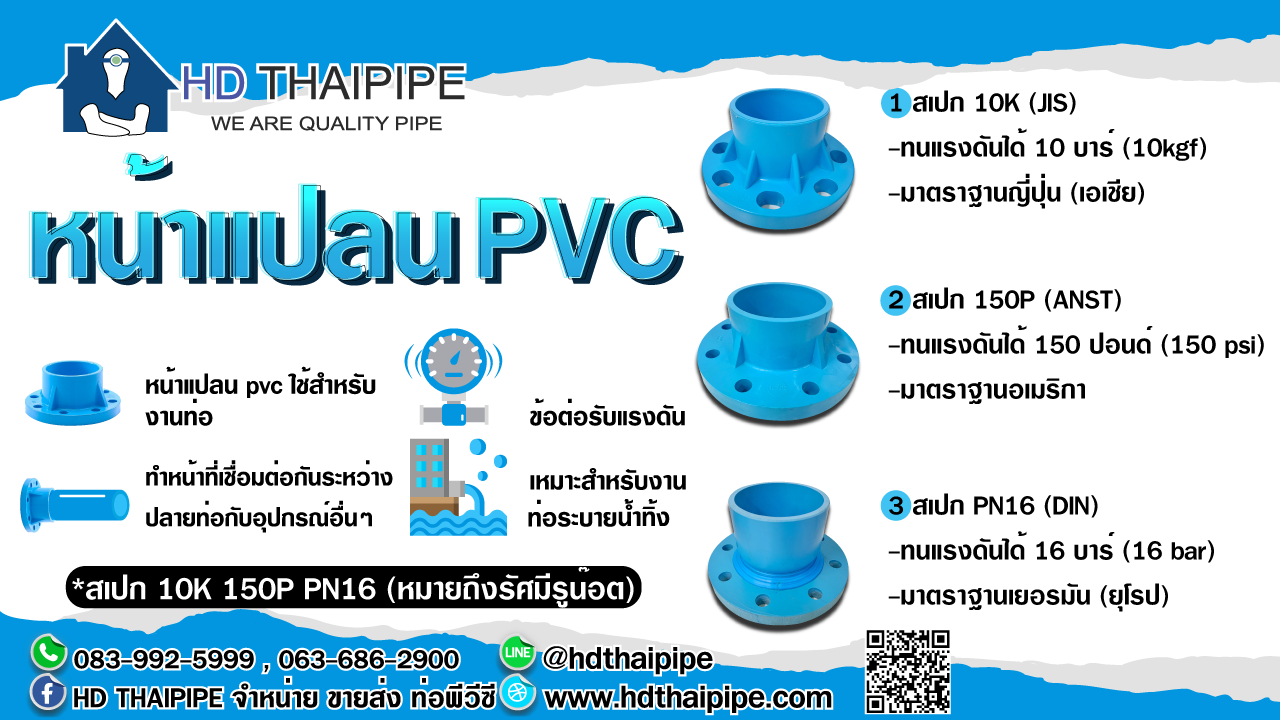 HD THAIPIPE
WE ARE QUALITY PIPE
หน้าแปลน PVC
หน้าแปลน pvc ใช้สำหรับ
งานท่อ
ทำหน้าที่เชื่อมต่อกันระหว่าง
ปลายท่อกับอุปกรณ์อื่นๆ
ข้อต่อรับแรงดัน
เหมาะสำหรับงาน
ท่อระบายน้ำทิ้ง
*สเปก 10K 150P PN16 (หมายถึงรัศมีรูน๊อต)
1 สเปก 10K (JIS)
-ทนแรงดันได้ 10 บาร์ (10kgf)
-มาตราฐานญี่ปุ่น (เอเชีย)
2 สเปก 150P (ANST)
-ทนแรงดันได้ 150 ปอนด์ (150 psi)
-มาตราฐานอเมริกา
3 สเปก PN16 (DIN)
-ทนแรงดันได้ 16 บาร์ (16 bar)
-มาตราฐานเยอรมัน (ยุโรป)
083-992-5999 , 063-686-2900
LINE @hdthaipipe
HD THAIPIPE จำหน่าย ขายส่ง ท่อพีวีซี
www.hdthaipipe.com